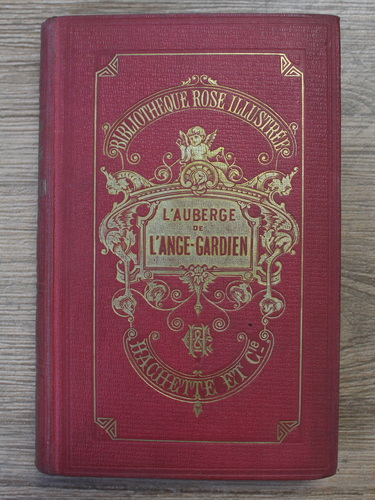 BIBLIOTHÈQUE ROSE ILLUSTRÉE
L'AUBERGE
DE
L'ANGE-GARDIEN
HACHETTE ET Cie